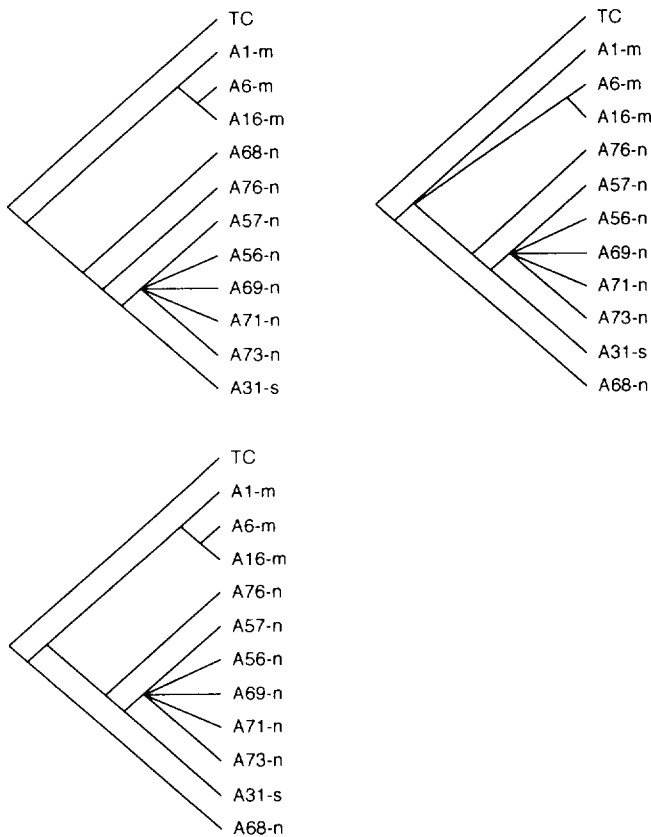 TC
A1-m
A6-m
A16-m
A68-n
A76-n
A57-n
A56-n
A69-n
A71-n
A73-n
A31-s
TC
A1-m
A6-m
A16-m
A76-n
A57-n
A56-n
A69-n
A71-n
A73-n
A31-s
A68-n
TC
A1-m
A6-m
A16-m
A76-n
A57-n
A56-n
A69-n
A71-n
A73-n
A31-s
A68-n